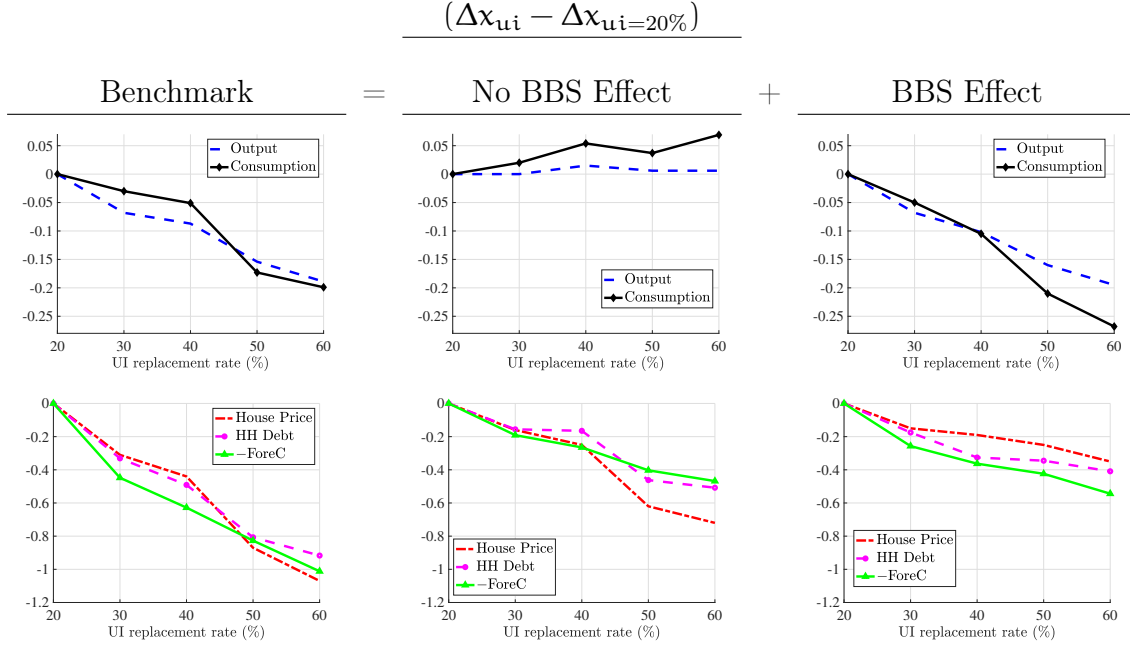 (Δx_ui − Δx_ui=20%)
Benchmark = No BBS Effect + BBS Effect
0.05
0
-0.05
-0.1
-0.15
-0.2
-0.25
20 30 40 50 60
UI replacement rate (%)
Output
Consumption
0.05
0
-0.05
-0.1
-0.15
-0.2
-0.25
20 30 40 50 60
UI replacement rate (%)
Output
Consumption
0.05
0
-0.05
-0.1
-0.15
-0.2
-0.25
20 30 40 50 60
UI replacement rate (%)
Output
Consumption
0
-0.2
-0.4
-0.6
-0.8
-1
-1.2
20 30 40 50 60
UI replacement rate (%)
House Price
HH Debt
−ForeC
0
-0.2
-0.4
-0.6
-0.8
-1
-1.2
20 30 40 50 60
UI replacement rate (%)
House Price
HH Debt
−ForeC
0
-0.2
-0.4
-0.6
-0.8
-1
-1.2
20 30 40 50 60
UI replacement rate (%)
House Price
HH Debt
−ForeC